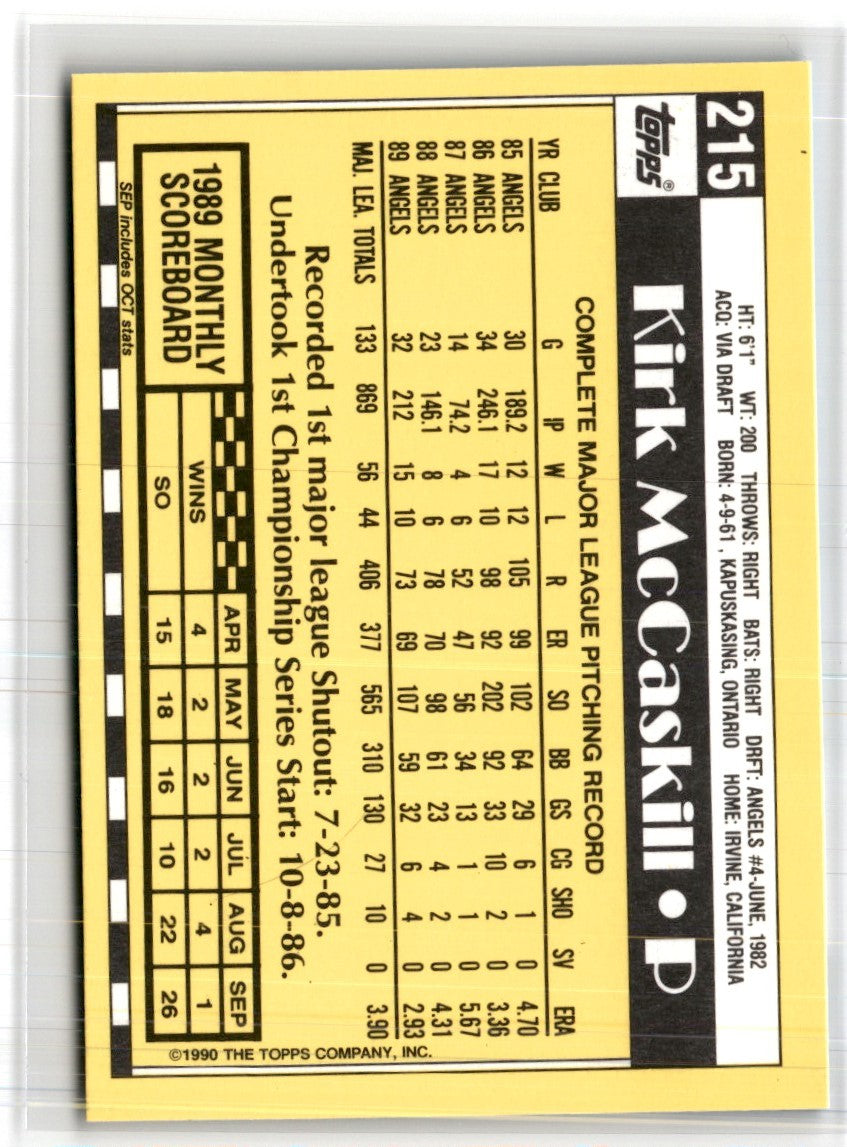 215
HT: 6'1" WT: 200 THROWS: RIGHT BATS: RIGHT DRFT: ANGELS #4-JUNE, 1982
ACQ: VIA DRAFT BORN: 4-9-61, KAPUSKASING, ONTARIO HOME: IRVINE, CALIFORNIA
topps®
Kirk McCaskill • P
COMPLETE MAJOR LEAGUE PITCHING RECORD
YR CLUB G IP W L R ER SO BB GS CG SHO SV ERA
85 ANGELS 30 189.2 12 12 105 99 102 64 29 6 1 0 4.70
86 ANGELS 34 246.1 17 10 98 92 202 92 33 10 2 0 3.36
87 ANGELS 14 74.2 4 6 52 47 56 34 13 1 1 0 5.67
88 ANGELS 23 146.1 8 6 78 70 98 61 23 4 2 0 4.31
89 ANGELS 32 212 15 10 73 69 107 59 32 6 4 0 2.93
MAJ. LEA. TOTALS 133 869 56 44 406 377 565 310 130 27 10 0 3.90
Recorded 1st major league Shutout: 7-23-85.
Undertook 1st Championship Series Start: 10-8-86.
1989 MONTHLY
SCOREBOARD
APR MAY JUN JUL AUG SEP
WINS 4 2 2 2 4 1
SO 15 18 16 10 22 26
SEP includes OCT stats
©1990 THE TOPPS COMPANY, INC.